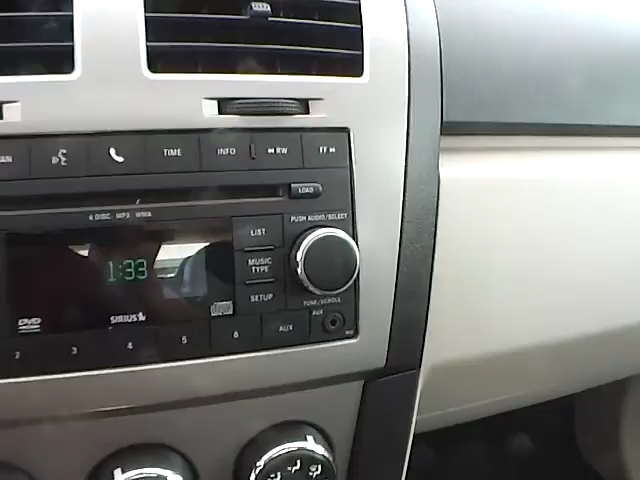 TIME INFO RW FF
LOAD
6 DISC MP3 WMA
PUSH AUDIO/SELECT
LIST
MUSIC
TYPE
1:33
SETUP
TUNE/SCROLL
AUX
DVD
SIRIUS
2 3 4 5 6 AUX